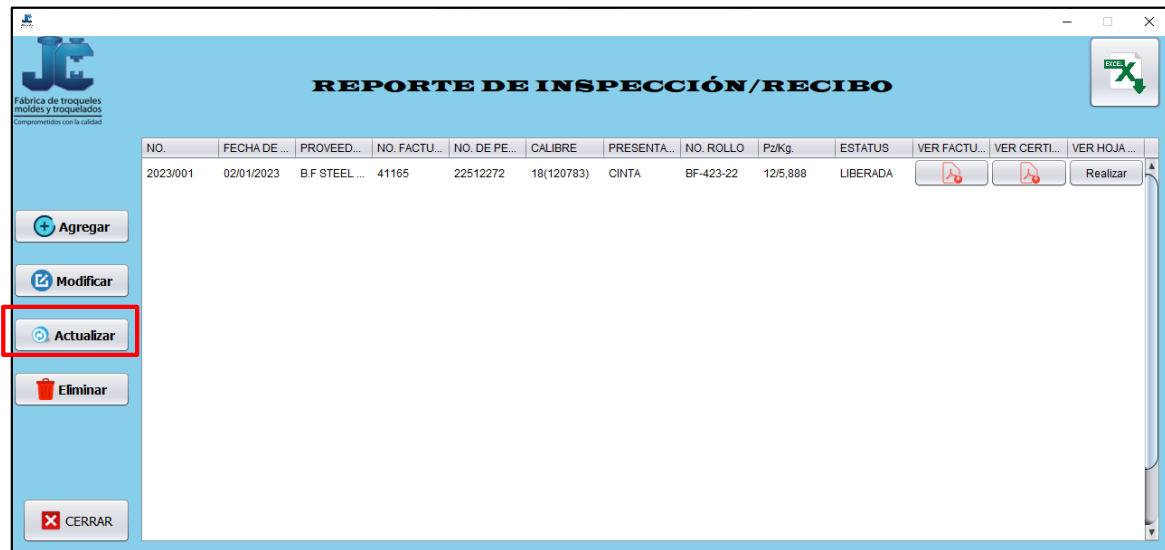 JC
Fábrica de troqueles
moldes y troquelados
Comprometidos con la calidad
REPORTE DE INSPECCIÓN/RECIBO
EXCEL
NO. FECHA DE ... PROVEED... NO. FACTU... NO. DE PE... CALIBRE PRESENTA... NO. ROLLO Pz/Kg. ESTATUS VER FACTU... VER CERTI... VER HOJA ...
2023/001 02/01/2023 B.F STEEL ... 41165 22512272 18(120783) CINTA BF-423-22 12/5,888 LIBERADA Realizar
Agregar
Modificar
Actualizar
Eliminar
CERRAR